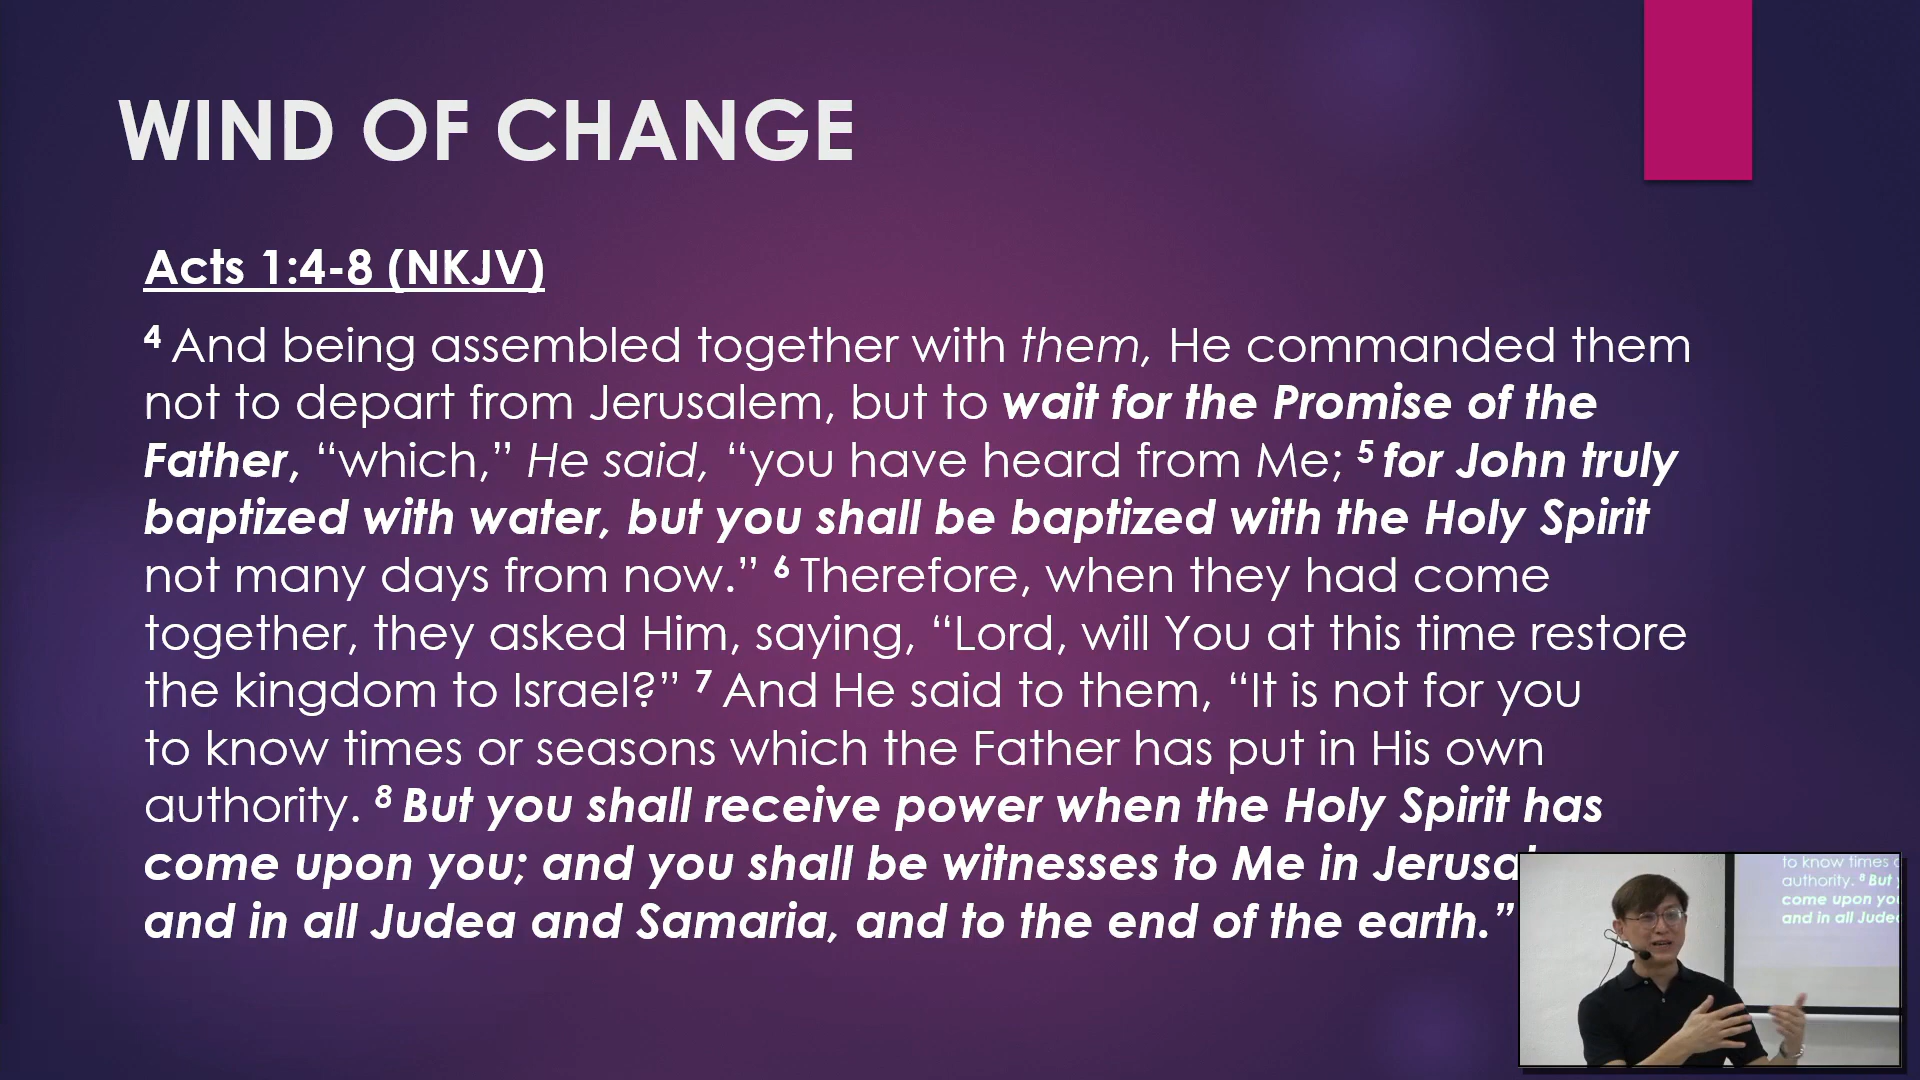 WIND OF CHANGE
Acts 1:4-8 (NKJV)
4 And being assembled together with them, He commanded them
not to depart from Jerusalem, but to wait for the Promise of the
Father, “which,” He said, “you have heard from Me; 5 for John truly
baptized with water, but you shall be baptized with the Holy Spirit
not many days from now.” 6 Therefore, when they had come
together, they asked Him, saying, “Lord, will You at this time restore
the kingdom to Israel?” 7 And He said to them, “It is not for you
to know times or seasons which the Father has put in His own
authority. 8 But you shall receive power when the Holy Spirit has
come upon you; and you shall be witnesses to Me in
and in all Judea and Samaria, and to the end of the earth.”
to know times
authority. 8 But
come upon
and in all